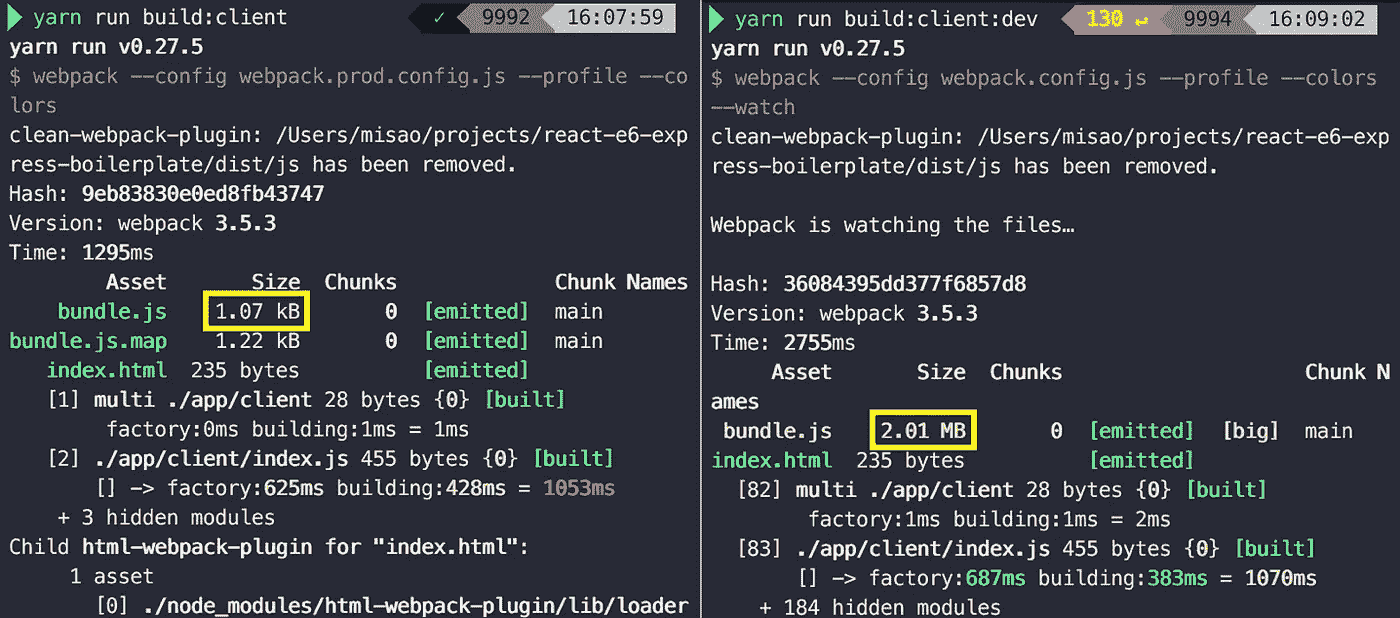 yarn run build:client ✓ 9992 16:07:59
yarn run v0.27.5
$ webpack --config webpack.prod.config.js --profile --co
lors
clean-webpack-plugin: /Users/misao/projects/react-e6-exp
ress-boilerplate/dist/js has been removed.
Hash: 9eb83830e0ed8fb43747
Version: webpack 3.5.3
Time: 1295ms
Asset Size Chunks Chunk Names
bundle.js 1.07 kB 0 [emitted] main
bundle.js.map 1.22 kB 0 [emitted] main
index.html 235 bytes [emitted]
[1] multi ./app/client 28 bytes {0} [built]
factory:0ms building:1ms = 1ms
[2] ./app/client/index.js 455 bytes {0} [built]
[] -> factory:625ms building:428ms = 1053ms
+ 3 hidden modules
Child html-webpack-plugin for "index.html":
1 asset
[0] ./node_modules/html-webpack-plugin/lib/loader
yarn run build:client:dev 130 ↵ 9994 16:09:02
yarn run v0.27.5
$ webpack --config webpack.config.js --profile --colors
--watch
clean-webpack-plugin: /Users/misao/projects/react-e6-exp
ress-boilerplate/dist/js has been removed.
Webpack is watching the files…
Hash: 36084395dd377f6857d8
Version: webpack 3.5.3
Time: 2755ms
Asset Size Chunks Chunk N
ames
bundle.js 2.01 MB 0 [emitted] [big] main
index.html 235 bytes [emitted]
[82] multi ./app/client 28 bytes {0} [built]
factory:1ms building:1ms = 2ms
[83] ./app/client/index.js 455 bytes {0} [built]
[] -> factory:687ms building:383ms = 1070ms
+ 184 hidden modules